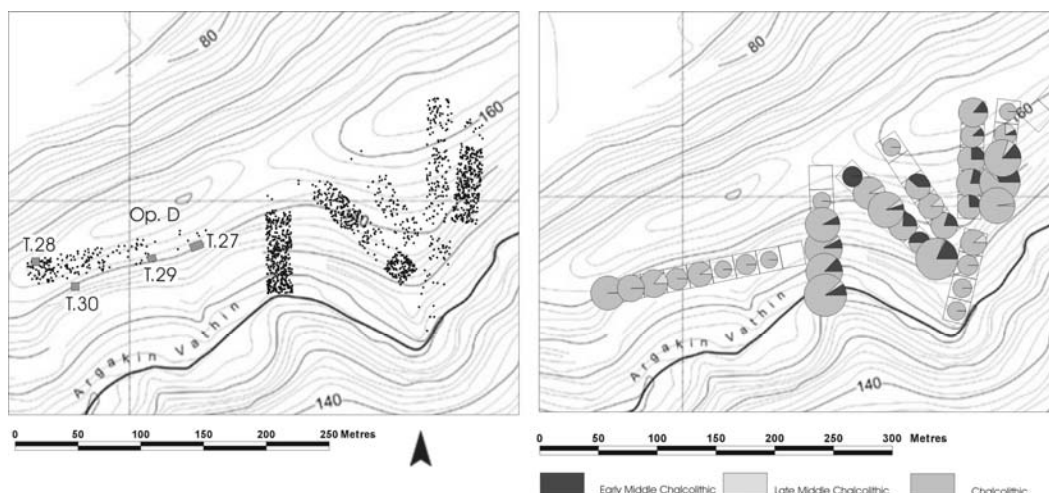 80
160
Op. D
T.28
T.27
T.29
T.30
Argakin Vathin
140
0 50 100 150 200 250 Metres
80
160
Argakin Vathin
140
0 50 100 150 200 250 300 Metres
Early Middle Chalcolithic Late Middle Chalcolithic Chalcolithic